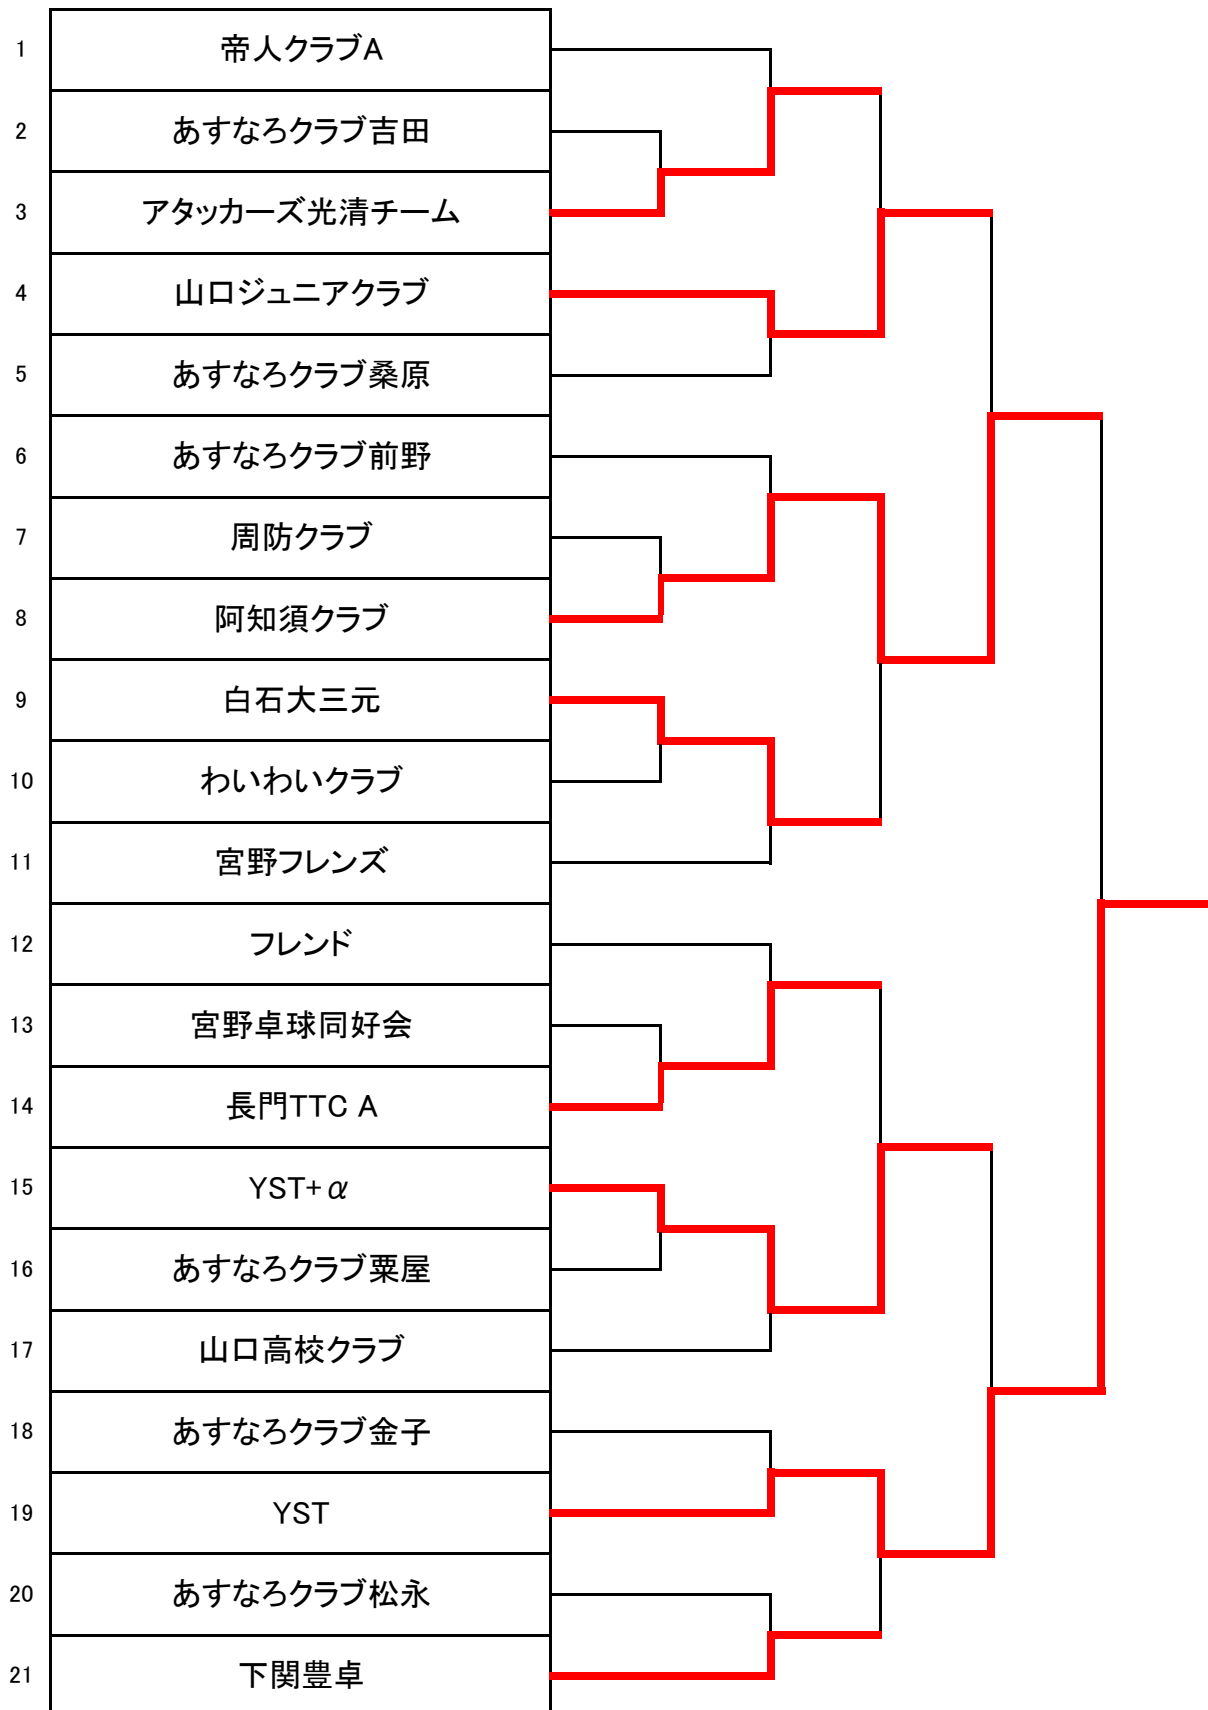 1 帝人クラブA
2 あすなろクラブ吉田
3 アタッカーズ光清チーム
4 山口ジュニアクラブ
5 あすなろクラブ桑原
6 あすなろクラブ前野
7 周防クラブ
8 阿知須クラブ
9 白石大三元
10 わいわいクラブ
11 宮野フレンズ
12 フレンド
13 宮野卓球同好会
14 長門TTC A
15 YST+α
16 あすなろクラブ粟屋
17 山口高校クラブ
18 あすなろクラブ金子
19 YST
20 あすなろクラブ松永
21 下関豊卓